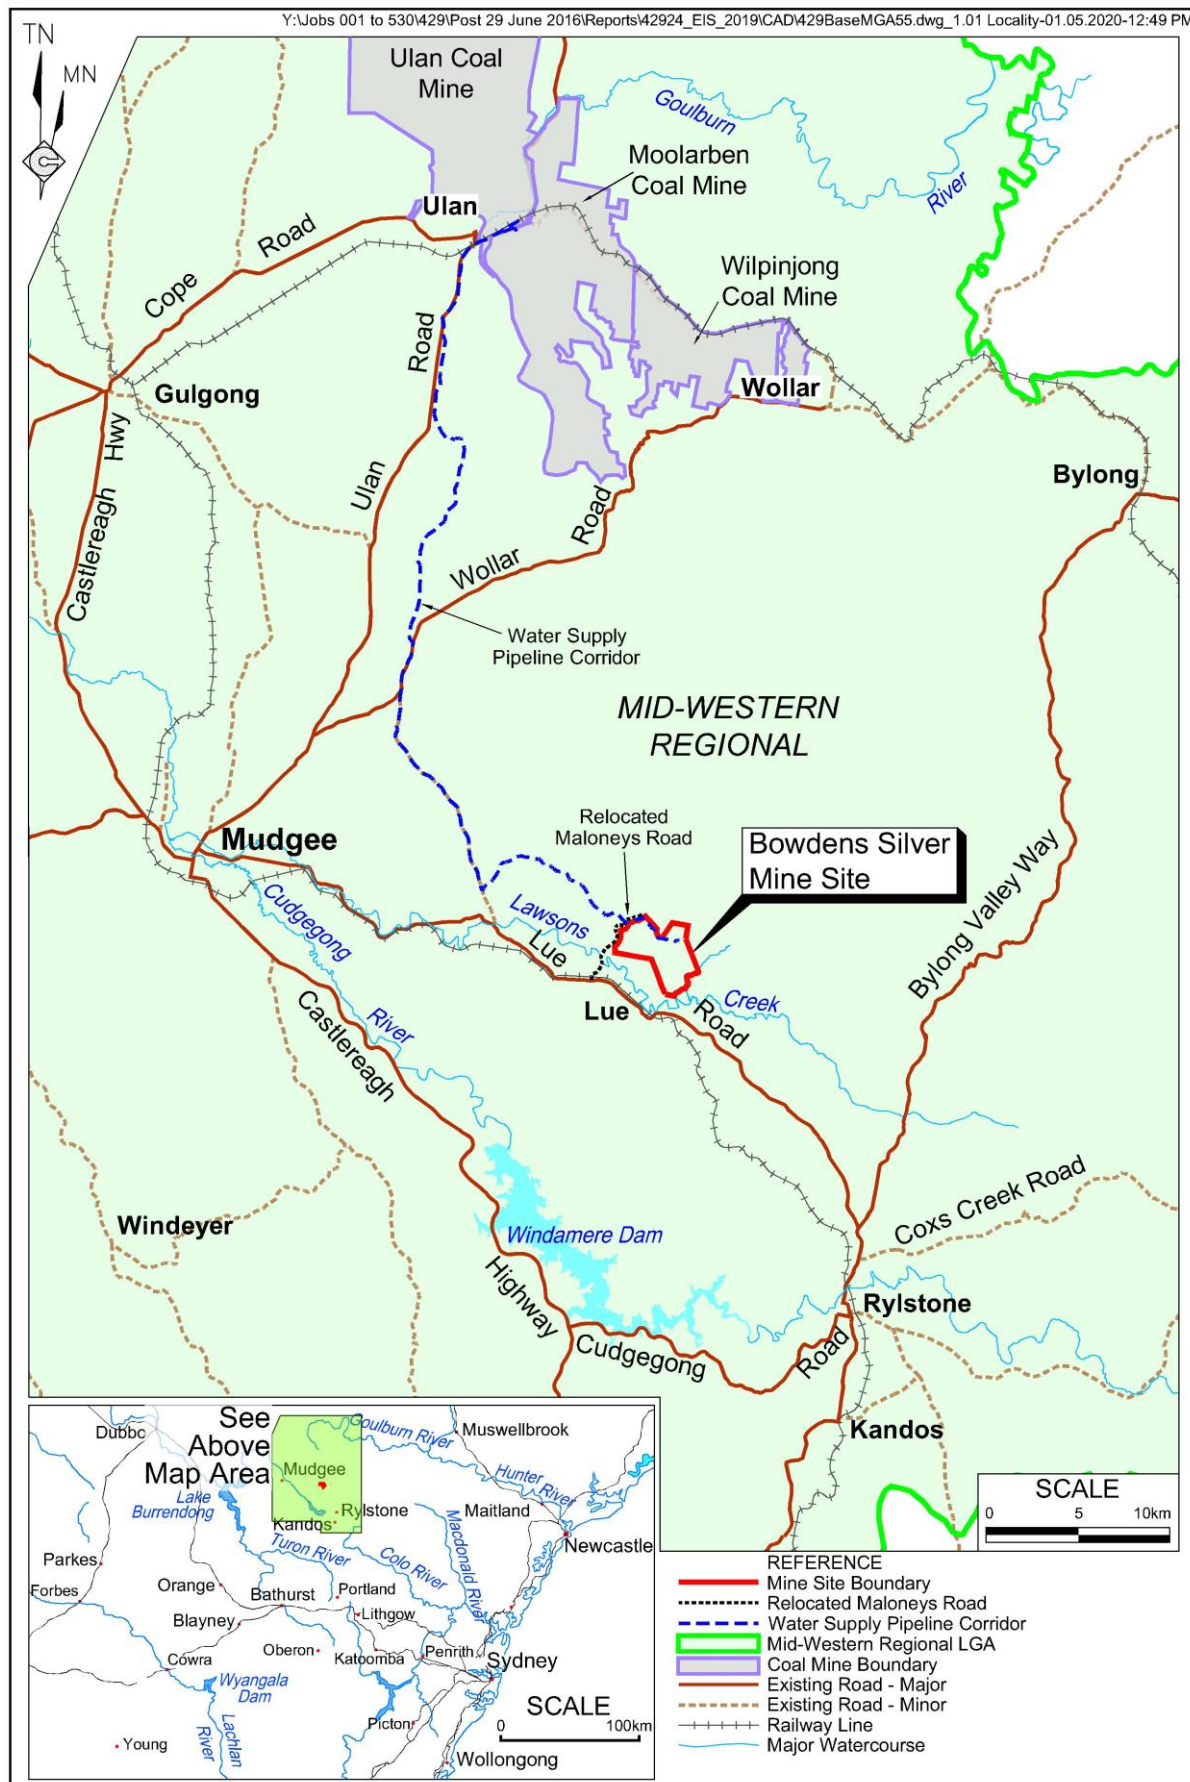 Y:\Jobs 001 to 530\429\Post 29 June 2016\Reports\42924_EIS_2019\CAD\429BaseMGA55.dwg_1.01 Locality-01.05.2020-12:49 PM
TN
MN
Ulan Coal
Mine
Goulburn
River
Moolarben
Coal Mine
Ulan
Cope
Road
Road
Wilpinjong
Coal Mine
Wollar
Gulgong
Castlereagh
Hwy
Ulan
Bylong
Wollar
Road
Water Supply
Pipeline Corridor
MID-WESTERN
REGIONAL
Relocated
Maloneys Road
Bowdens Silver
Mine Site
Mudgee
Bylong Valley Way
Cudgegong
River
Lawsons
Creek
Lue
Road
Lue
Castlereagh
Highway
Windeyer
Windamere Dam
Coxs Creek Road
Rylstone
Cudgegong
Road
Kandos
See
Above
Map Area
Dubbo
Goulburn River
Muswellbrook
Mudgee
Hunter
River
Lake
Burrendong
Rylstone
Kandos
Maitland
Macdonald River
Newcastle
Turon River
Colo River
Parkes
Forbes
Orange
Bathurst
Portland
Lithgow
Blayney
Oberon
Katoomba
Penrith
Cowra
Sydney
Wyangala
Dam
Lachlan
River
SCALE
0
100km
Picton
Young
Wollongong
SCALE
0 5 10km
REFERENCE
Mine Site Boundary
Relocated Maloneys Road
Water Supply Pipeline Corridor
Mid-Western Regional LGA
Coal Mine Boundary
Existing Road - Major
Existing Road - Minor
Railway Line
Major Watercourse